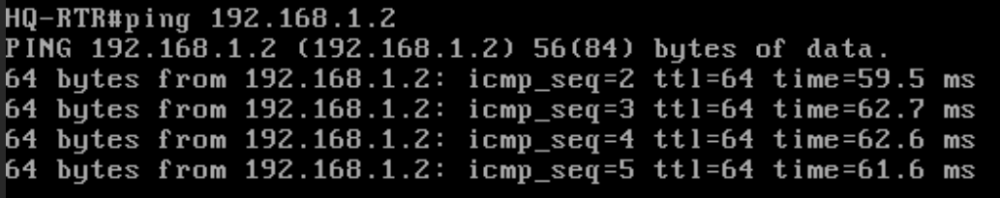 HQ-RTR#ping 192.168.1.2
PING 192.168.1.2 (192.168.1.2) 56(84) bytes of data.
64 bytes from 192.168.1.2: icmp_seq=2 ttl=64 time=59.5 ms
64 bytes from 192.168.1.2: icmp_seq=3 ttl=64 time=62.7 ms
64 bytes from 192.168.1.2: icmp_seq=4 ttl=64 time=62.6 ms
64 bytes from 192.168.1.2: icmp_seq=5 ttl=64 time=61.6 ms